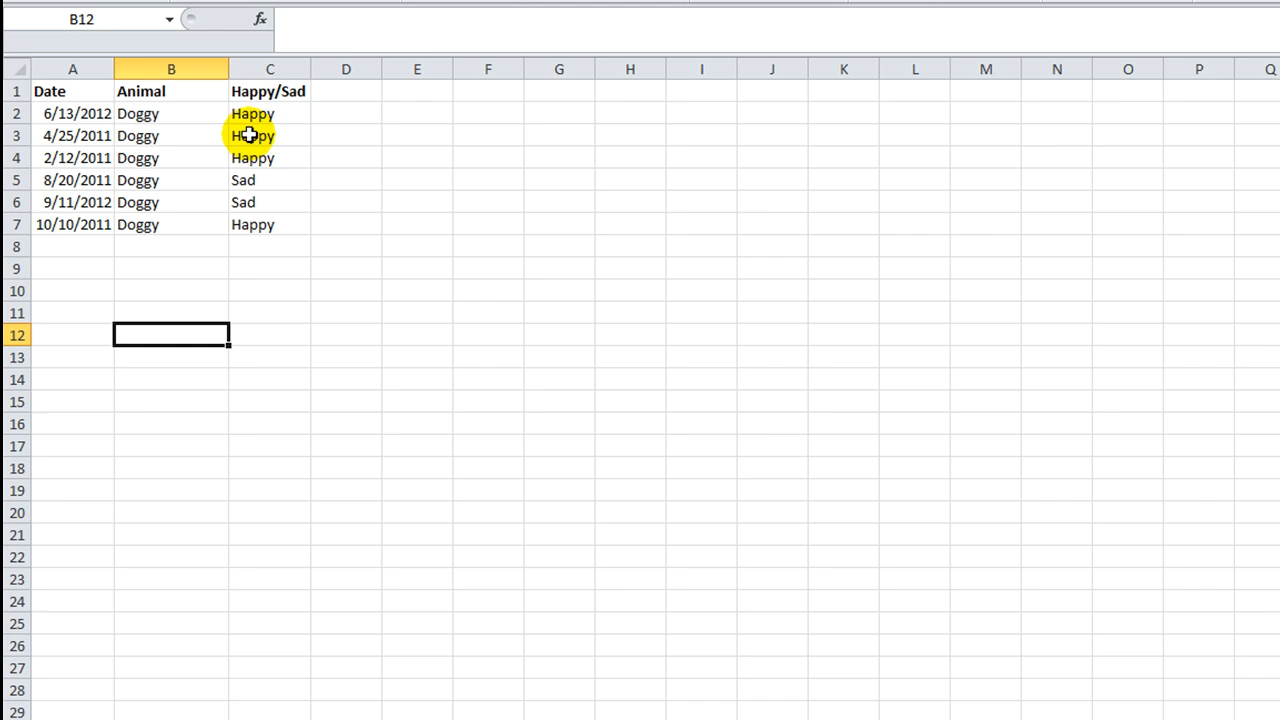 B12 fx
A B C D E F G H I J K L M N O P Q
1 Date Animal Happy/Sad
2 6/13/2012 Doggy Happy
3 4/25/2011 Doggy Happy
4 2/12/2011 Doggy Happy
5 8/20/2011 Doggy Sad
6 9/11/2012 Doggy Sad
7 10/10/2011 Doggy Happy
8
9
10
11
12
13
14
15
16
17
18
19
20
21
22
23
24
25
26
27
28
29